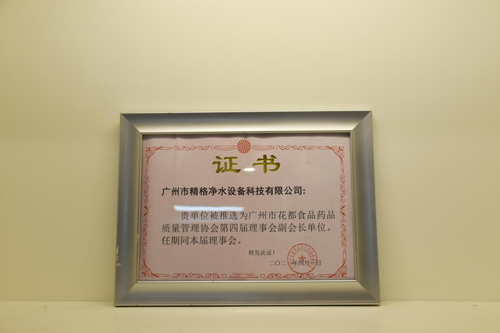 证书
广州市精格净水设备科技有限公司:
贵单位被推选为广州市花都食品药品
质量管理协会第四届理事会副会长单位。
任期同本届理事会。
特发此证!